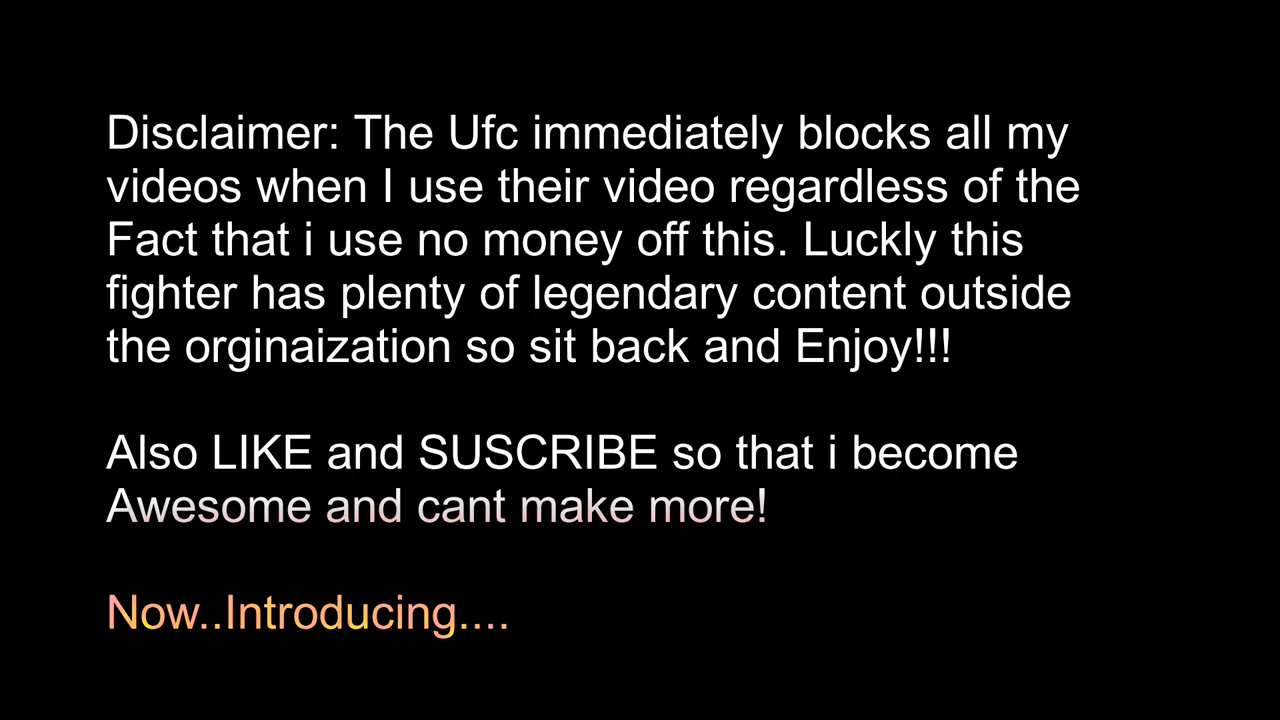 Disclaimer: The Ufc immediately blocks all my
videos when I use their video regardless of the
Fact that i use no money off this. Luckly this
fighter has plenty of legendary content outside
the orginaization so sit back and Enjoy!!!
Also LIKE and SUSCRIBE so that i become
Awesome and cant make more!
Now..Introducing....